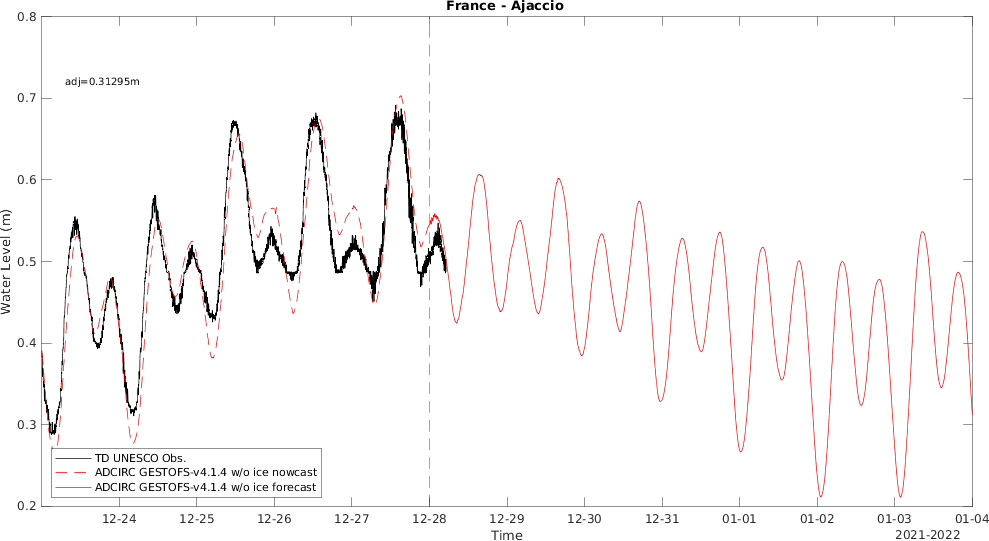 France - Ajaccio
0.8
0.7
0.6
0.5
0.4
0.3
0.2
Water Level (m)
adj=0.31295m
TD UNESCO Obs.
ADCIRC GESTOFS-v4.1.4 w/o ice nowcast
ADCIRC GESTOFS-v4.1.4 w/o ice forecast
12-24 12-25 12-26 12-27 12-28 12-29 12-30 12-31 01-01 01-02 01-03 01-04
Time
2021-2022